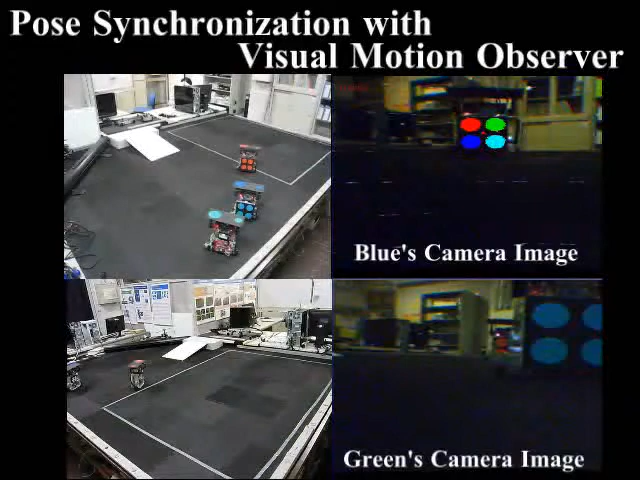 Pose Synchronization with
Visual Motion Observer
Blue's Camera Image
Green's Camera Image